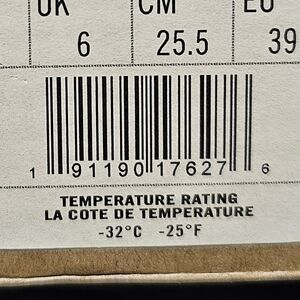 UK CM EU
6 25.5 39
1 91190 17627 6
TEMPERATURE RATING
LA COTE DE TEMPERATURE
-32°C -25°F